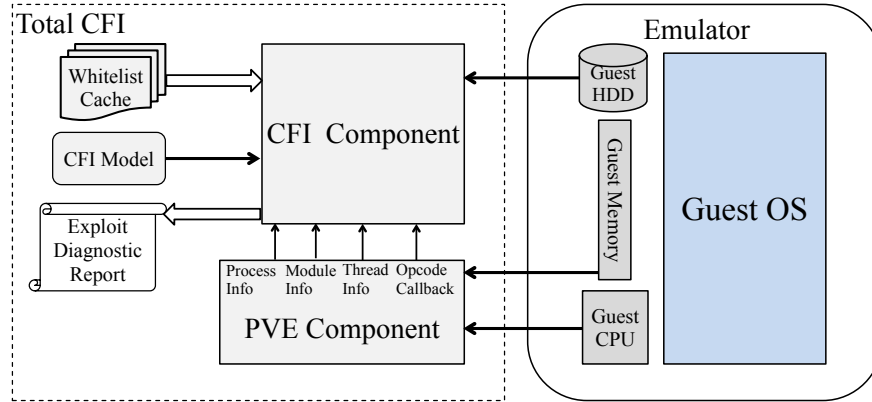 Total CFI
Whitelist
Cache
CFI Model
Exploit
Diagnostic
Report
CFI Component
Process
Info
Module
Info
Thread
Info
Opcode
Callback
PVE Component
Emulator
Guest
HDD
Guest Memory
Guest
CPU
Guest OS